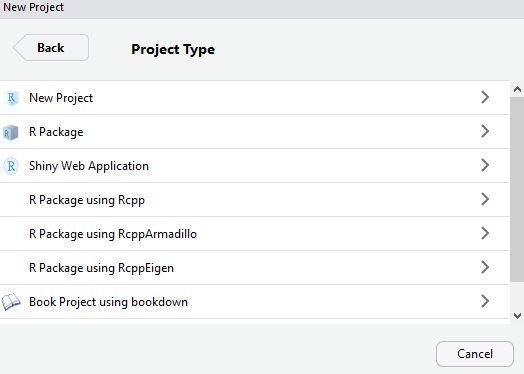 New Project
Back
Project Type
R New Project
R R Package
R Shiny Web Application
R Package using Rcpp
R Package using RcppArmadillo
R Package using RcppEigen
Book Project using bookdown
Cancel